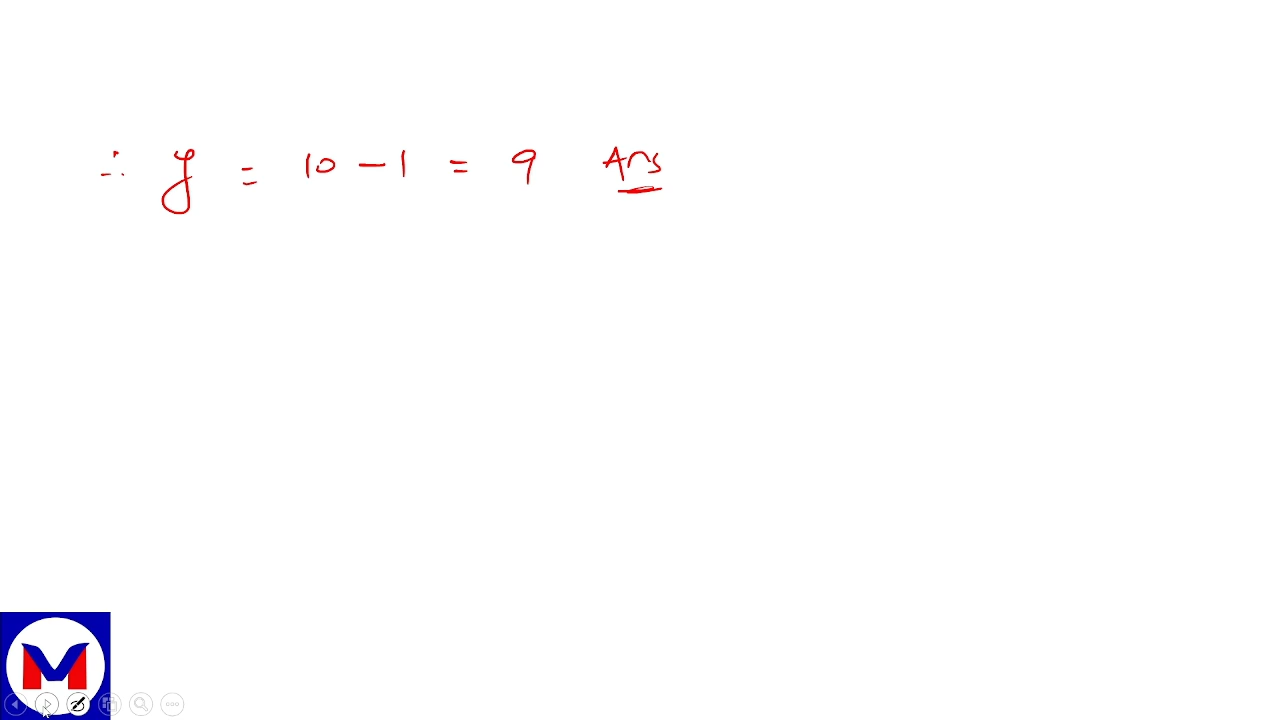 ∴ y = 10 - 1 = 9 Ans
M